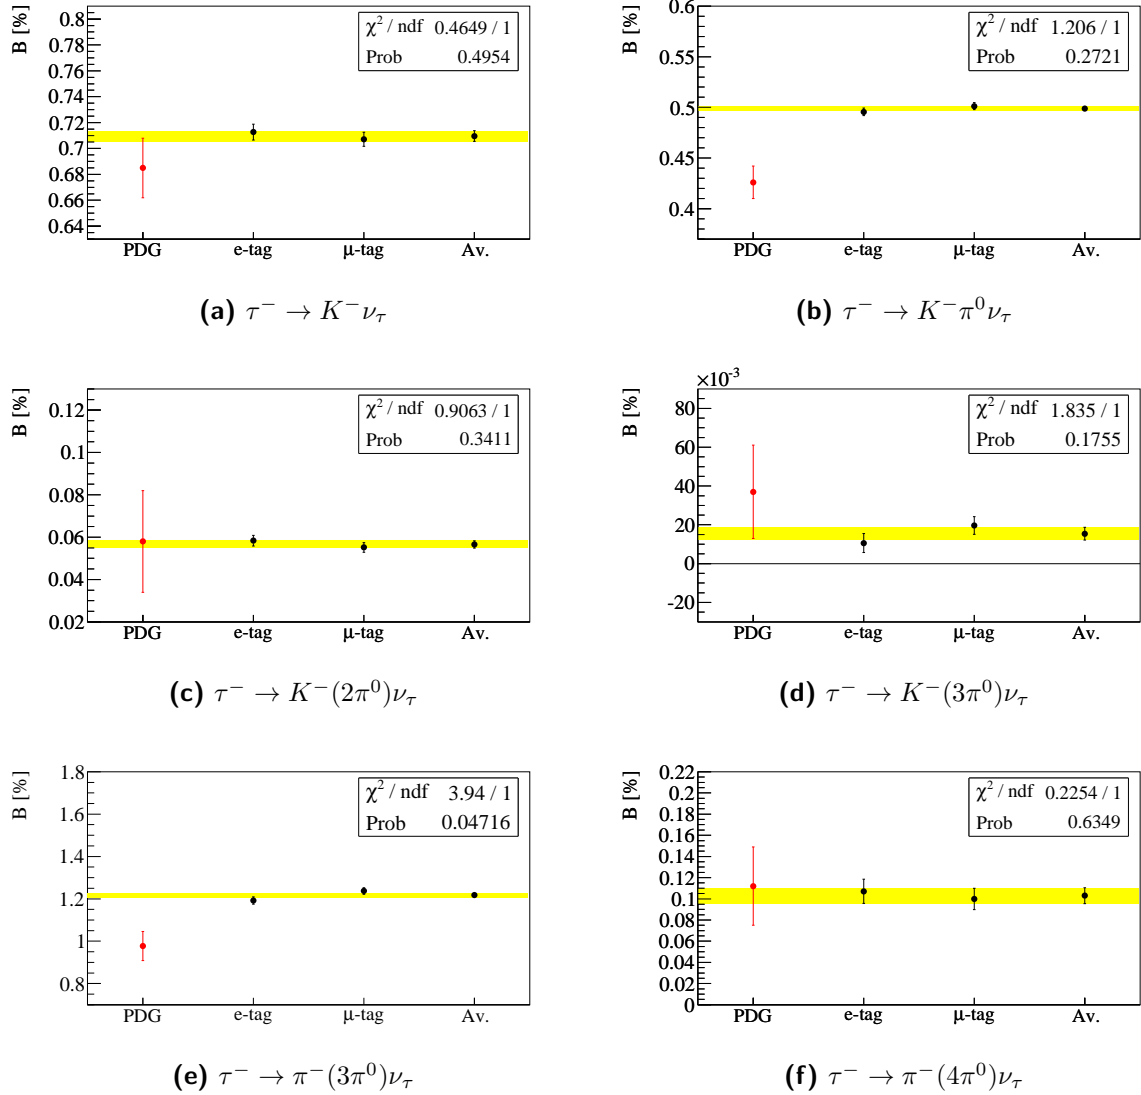 B [%]
0.8
0.78
0.76
0.74
0.72
0.7
0.68
0.66
0.64
χ² / ndf 0.4649 / 1
Prob 0.4954
PDG e-tag μ-tag Av.
(a) τ⁻ → K⁻ν_τ
B [%]
0.6
0.55
0.5
0.45
0.4
χ² / ndf 1.206 / 1
Prob 0.2721
PDG e-tag μ-tag Av.
(b) τ⁻ → K⁻π⁰ν_τ
B [%]
0.12
0.1
0.08
0.06
0.04
0.02
χ² / ndf 0.9063 / 1
Prob 0.3411
PDG e-tag μ-tag Av.
(c) τ⁻ → K⁻(2π⁰)ν_τ
×10⁻³
B [%]
80
60
40
20
0
-20
χ² / ndf 1.835 / 1
Prob 0.1755
PDG e-tag μ-tag Av.
(d) τ⁻ → K⁻(3π⁰)ν_τ
B [%]
1.8
1.6
1.4
1.2
1
0.8
χ² / ndf 3.94 / 1
Prob 0.04716
PDG e-tag μ-tag Av.
(e) τ⁻ → π⁻(3π⁰)ν_τ
B [%]
0.22
0.2
0.18
0.16
0.14
0.12
0.1
0.08
0.06
0.04
0.02
0
χ² / ndf 0.2254 / 1
Prob 0.6349
PDG e-tag μ-tag Av.
(f) τ⁻ → π⁻(4π⁰)ν_τ